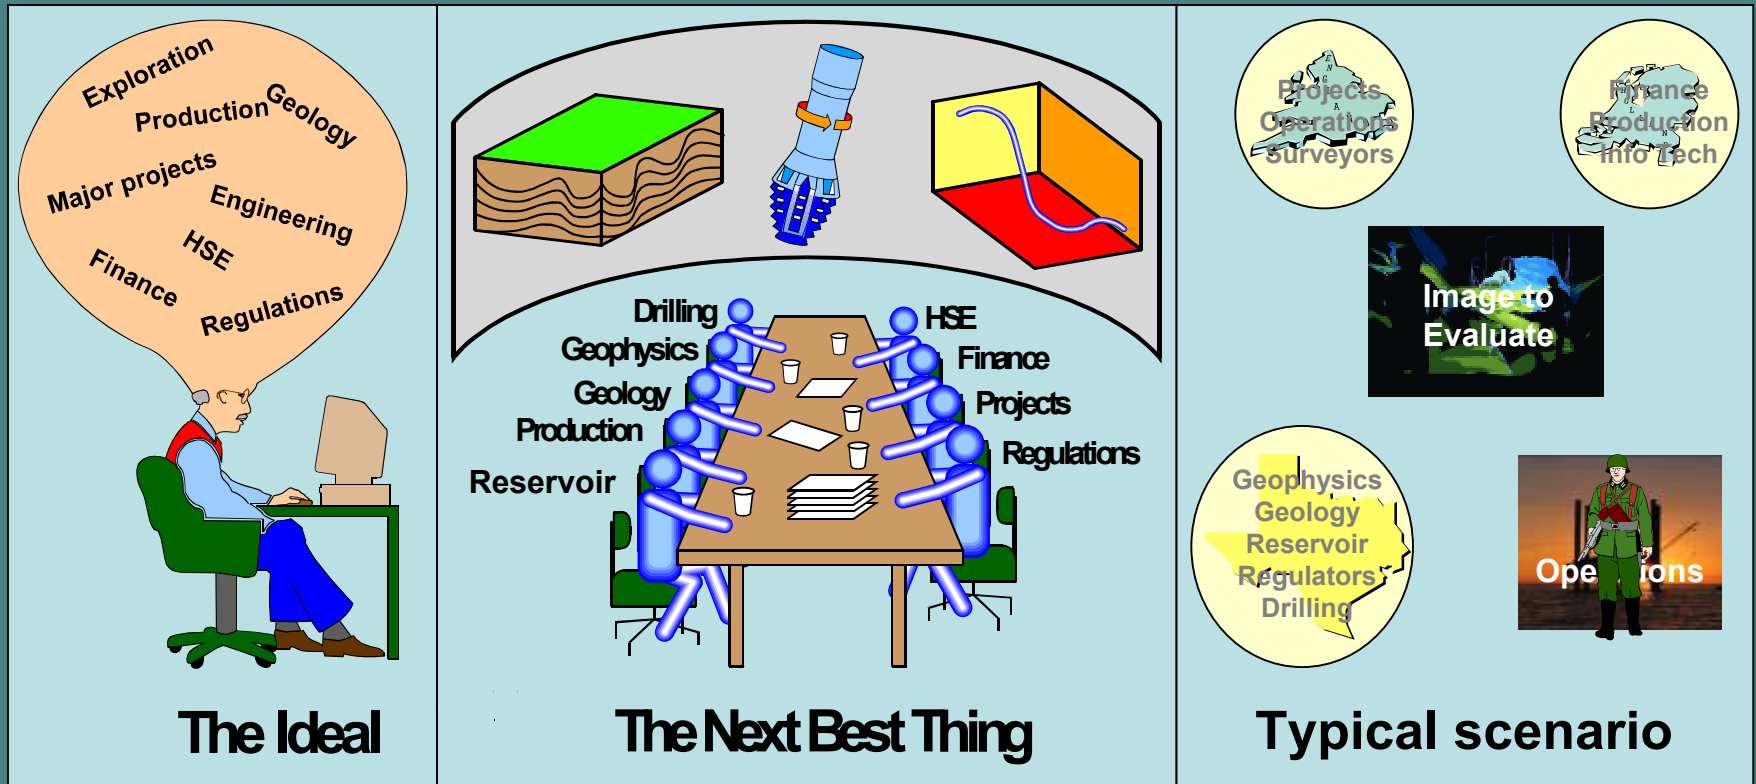 Exploration
Production
Geology
Major projects
Engineering
HSE
Finance
Regulations
The Ideal
Drilling
Geophysics
Geology
Production
Reservoir
HSE
Finance
Projects
Regulations
The Next Best Thing
Projects
Operations
Surveyors
Finance
Production
Info Tech
Image to
Evaluate
Geophysics
Geology
Reservoir
Regulators
Drilling
Typical scenario